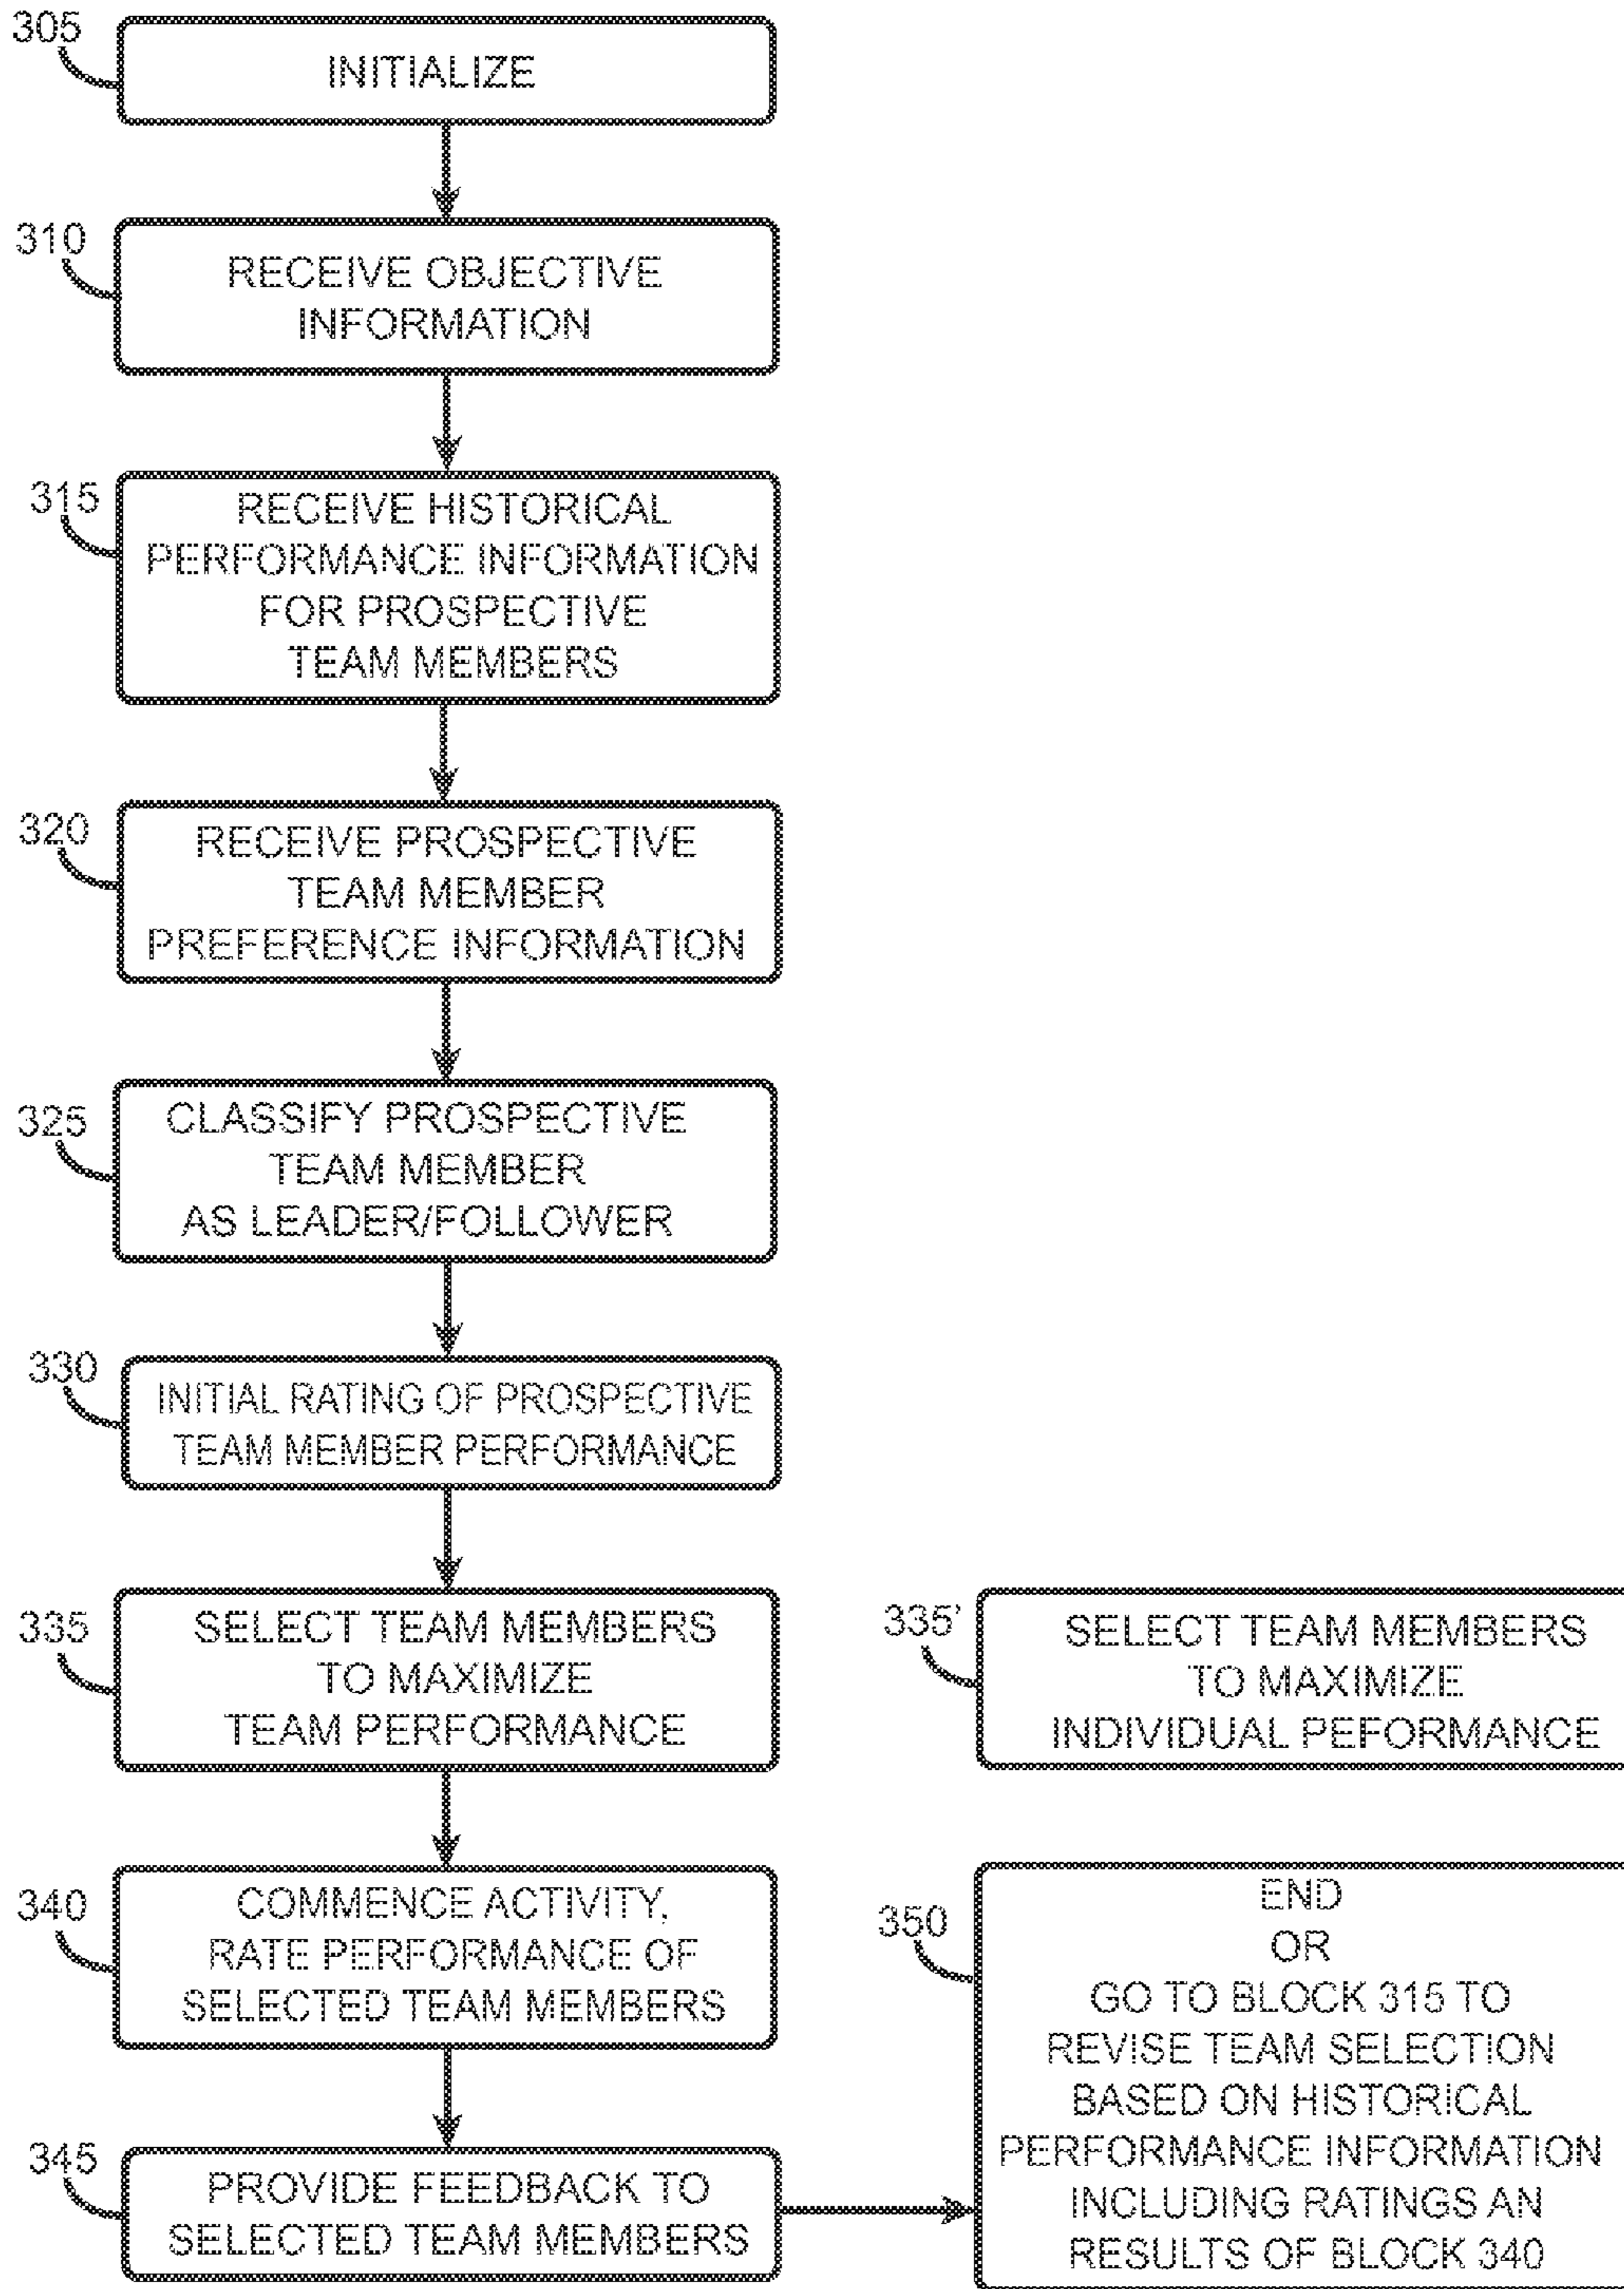 305
INITIALIZE
310
RECEIVE OBJECTIVE
INFORMATION
315
RECEIVE HISTORICAL
PERFORMANCE INFORMATION
FOR PROSPECTIVE
TEAM MEMBERS
320
RECEIVE PROSPECTIVE
TEAM MEMBER
PREFERENCE INFORMATION
325
CLASSIFY PROSPECTIVE
TEAM MEMBER
AS LEADER/FOLLOWER
330
INITIAL RATING OF PROSPECTIVE
TEAM MEMBER PERFORMANCE
335
SELECT TEAM MEMBERS
TO MAXIMIZE
TEAM PERFORMANCE
335'
SELECT TEAM MEMBERS
TO MAXIMIZE
INDIVIDUAL PEFORMANCE
340
COMMENCE ACTIVITY,
RATE PERFORMANCE OF
SELECTED TEAM MEMBERS
345
PROVIDE FEEDBACK TO
SELECTED TEAM MEMBERS
350
END
OR
GO TO BLOCK 315 TO
REVISE TEAM SELECTION
BASED ON HISTORICAL
PERFORMANCE INFORMATION
INCLUDING RATINGS AN
RESULTS OF BLOCK 340